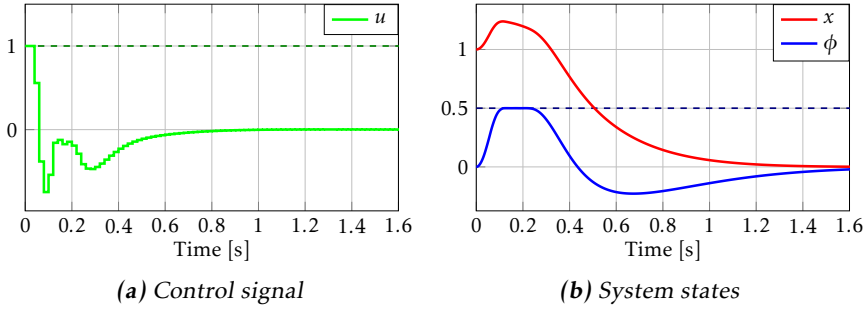 u
1
0
0 0.2 0.4 0.6 0.8 1 1.2 1.4 1.6
Time [s]
(a) Control signal
x
ϕ
1
0.5
0
0 0.2 0.4 0.6 0.8 1 1.2 1.4 1.6
Time [s]
(b) System states